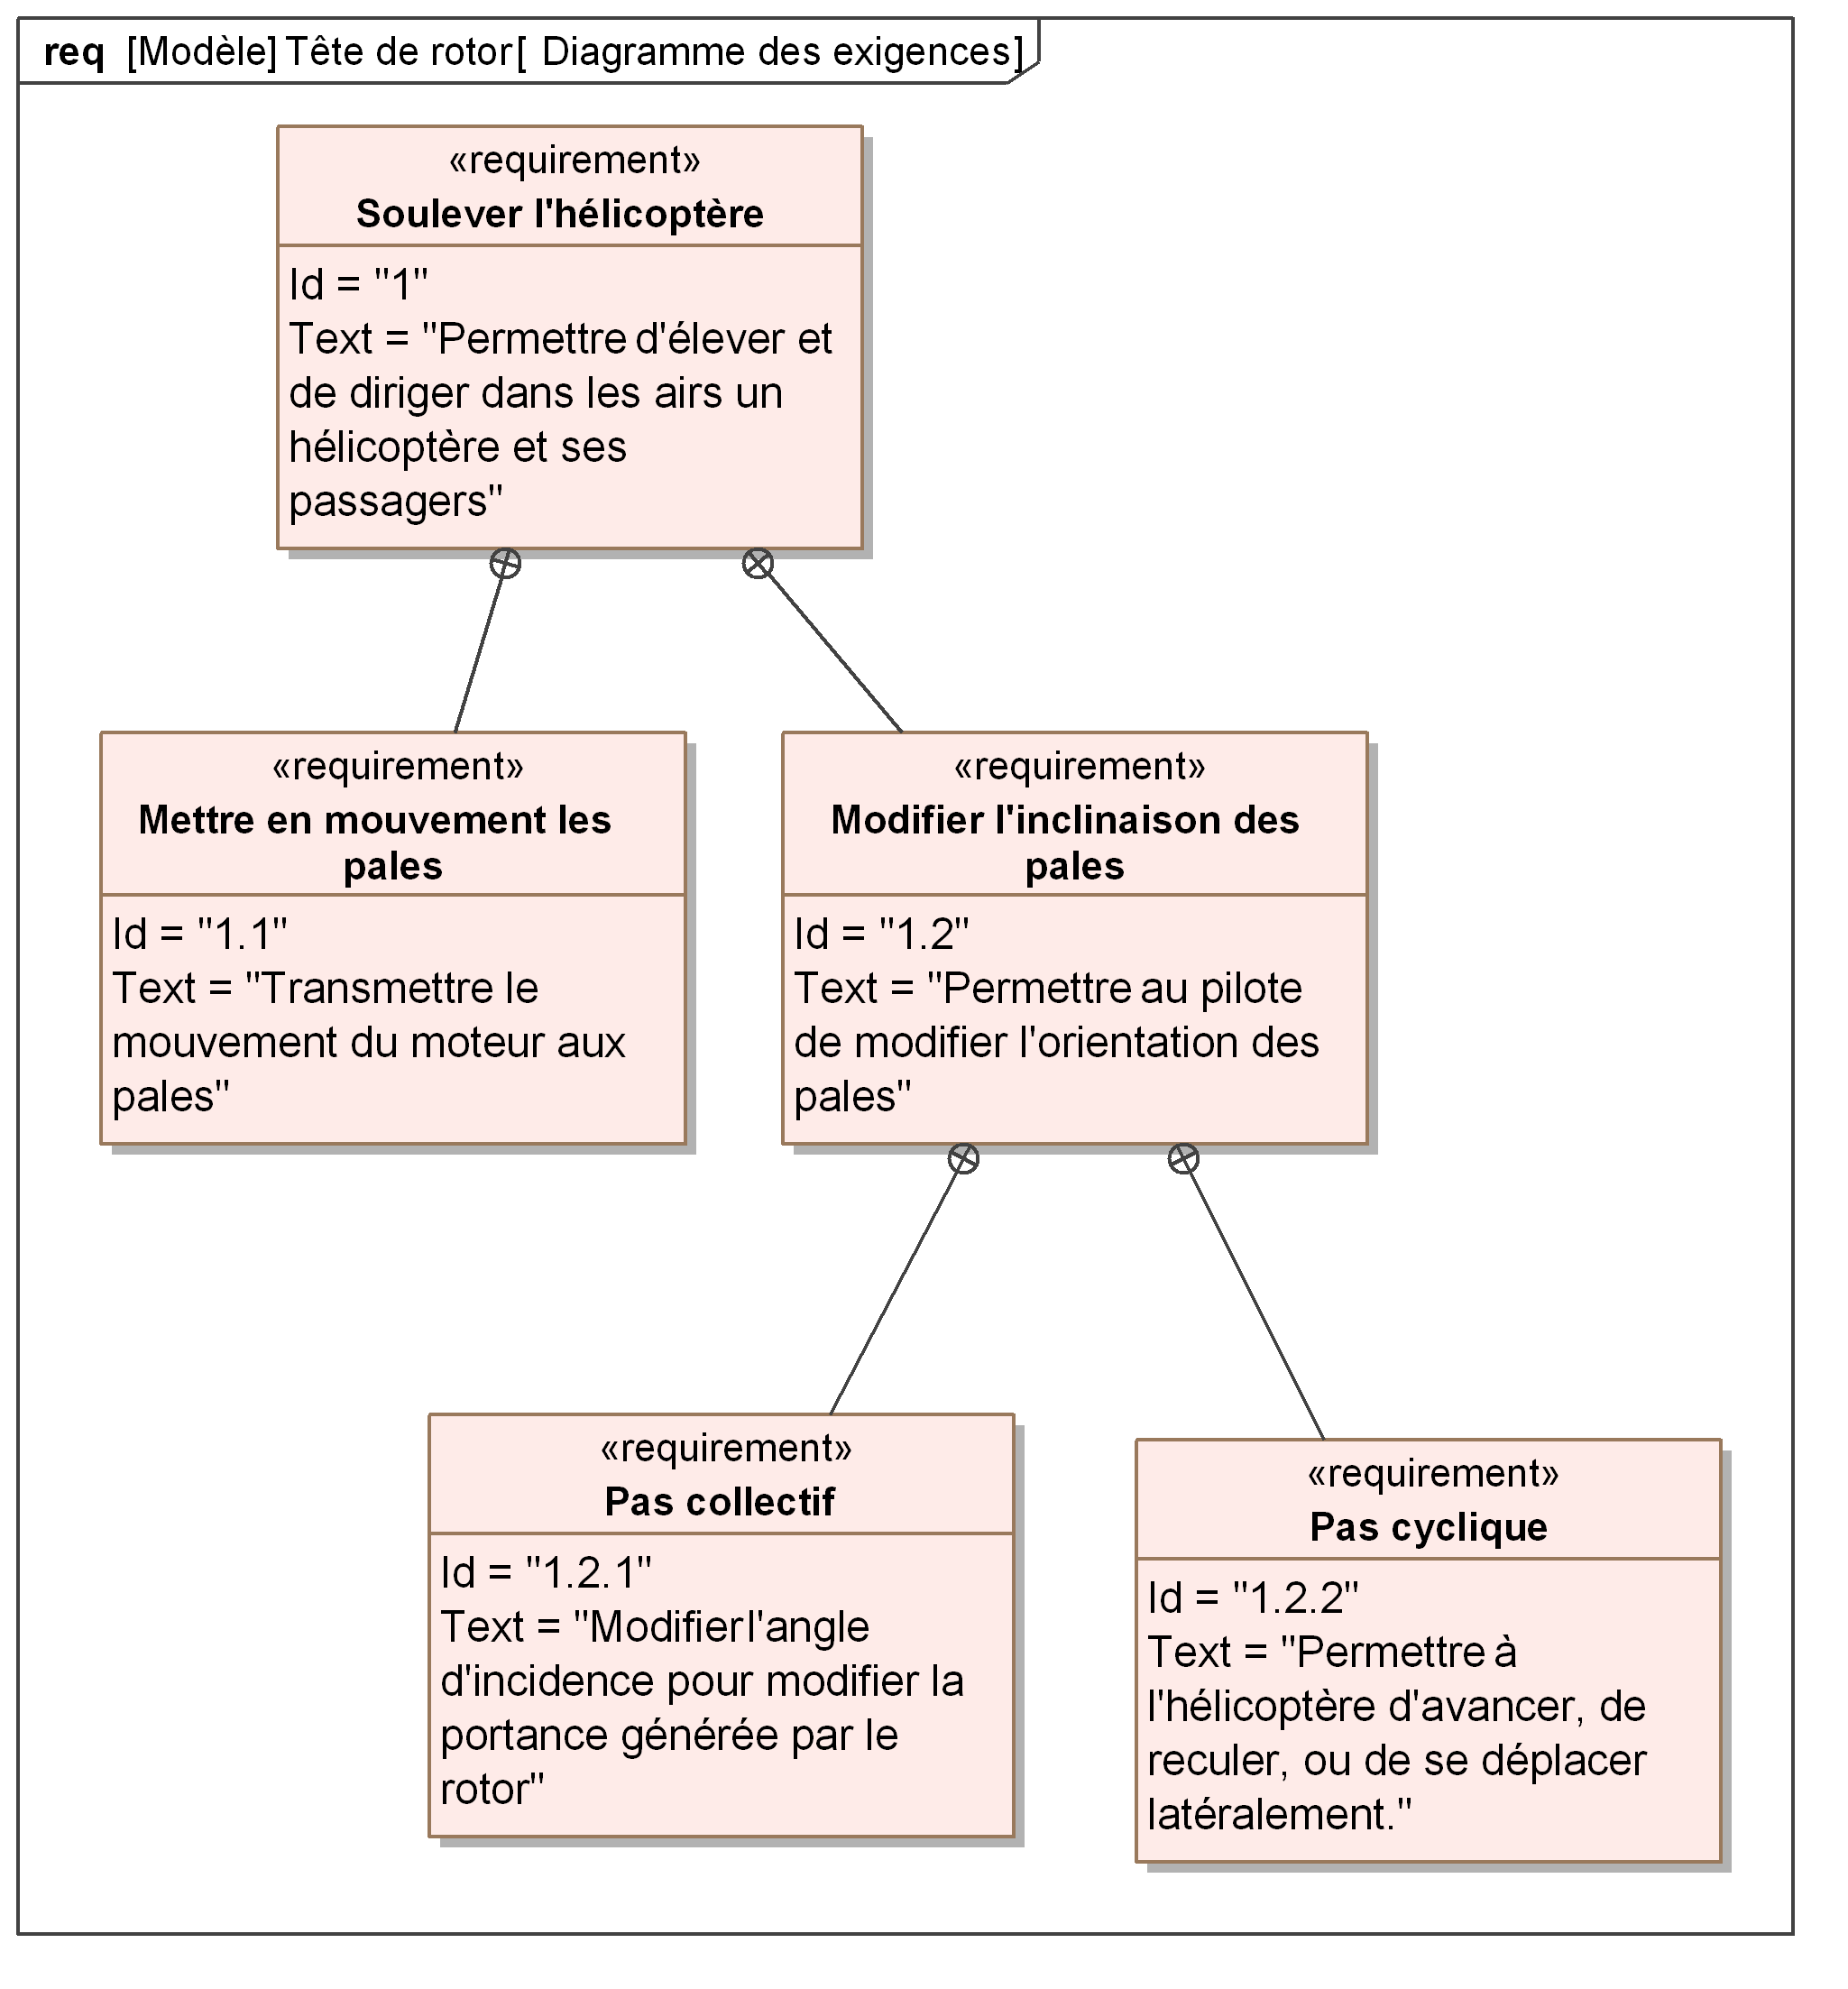 req [Modèle] Tête de rotor[ Diagramme des exigences]
«requirement»
Soulever l'hélicoptère
Id = "1"
Text = "Permettre d'élever et
de diriger dans les airs un
hélicoptère et ses
passagers"
«requirement»
Mettre en mouvement les
pales
Id = "1.1"
Text = "Transmettre le
mouvement du moteur aux
pales"
«requirement»
Modifier l'inclinaison des
pales
Id = "1.2"
Text = "Permettre au pilote
de modifier l'orientation des
pales"
«requirement»
Pas collectif
Id = "1.2.1"
Text = "Modifier l'angle
d'incidence pour modifier la
portance générée par le
rotor"
«requirement»
Pas cyclique
Id = "1.2.2"
Text = "Permettre à
l'hélicoptère d'avancer, de
reculer, ou de se déplacer
latéralement."